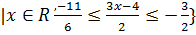 |x ∈ R, -11/6 ≤ 3x-4/2 ≤ -3/2}